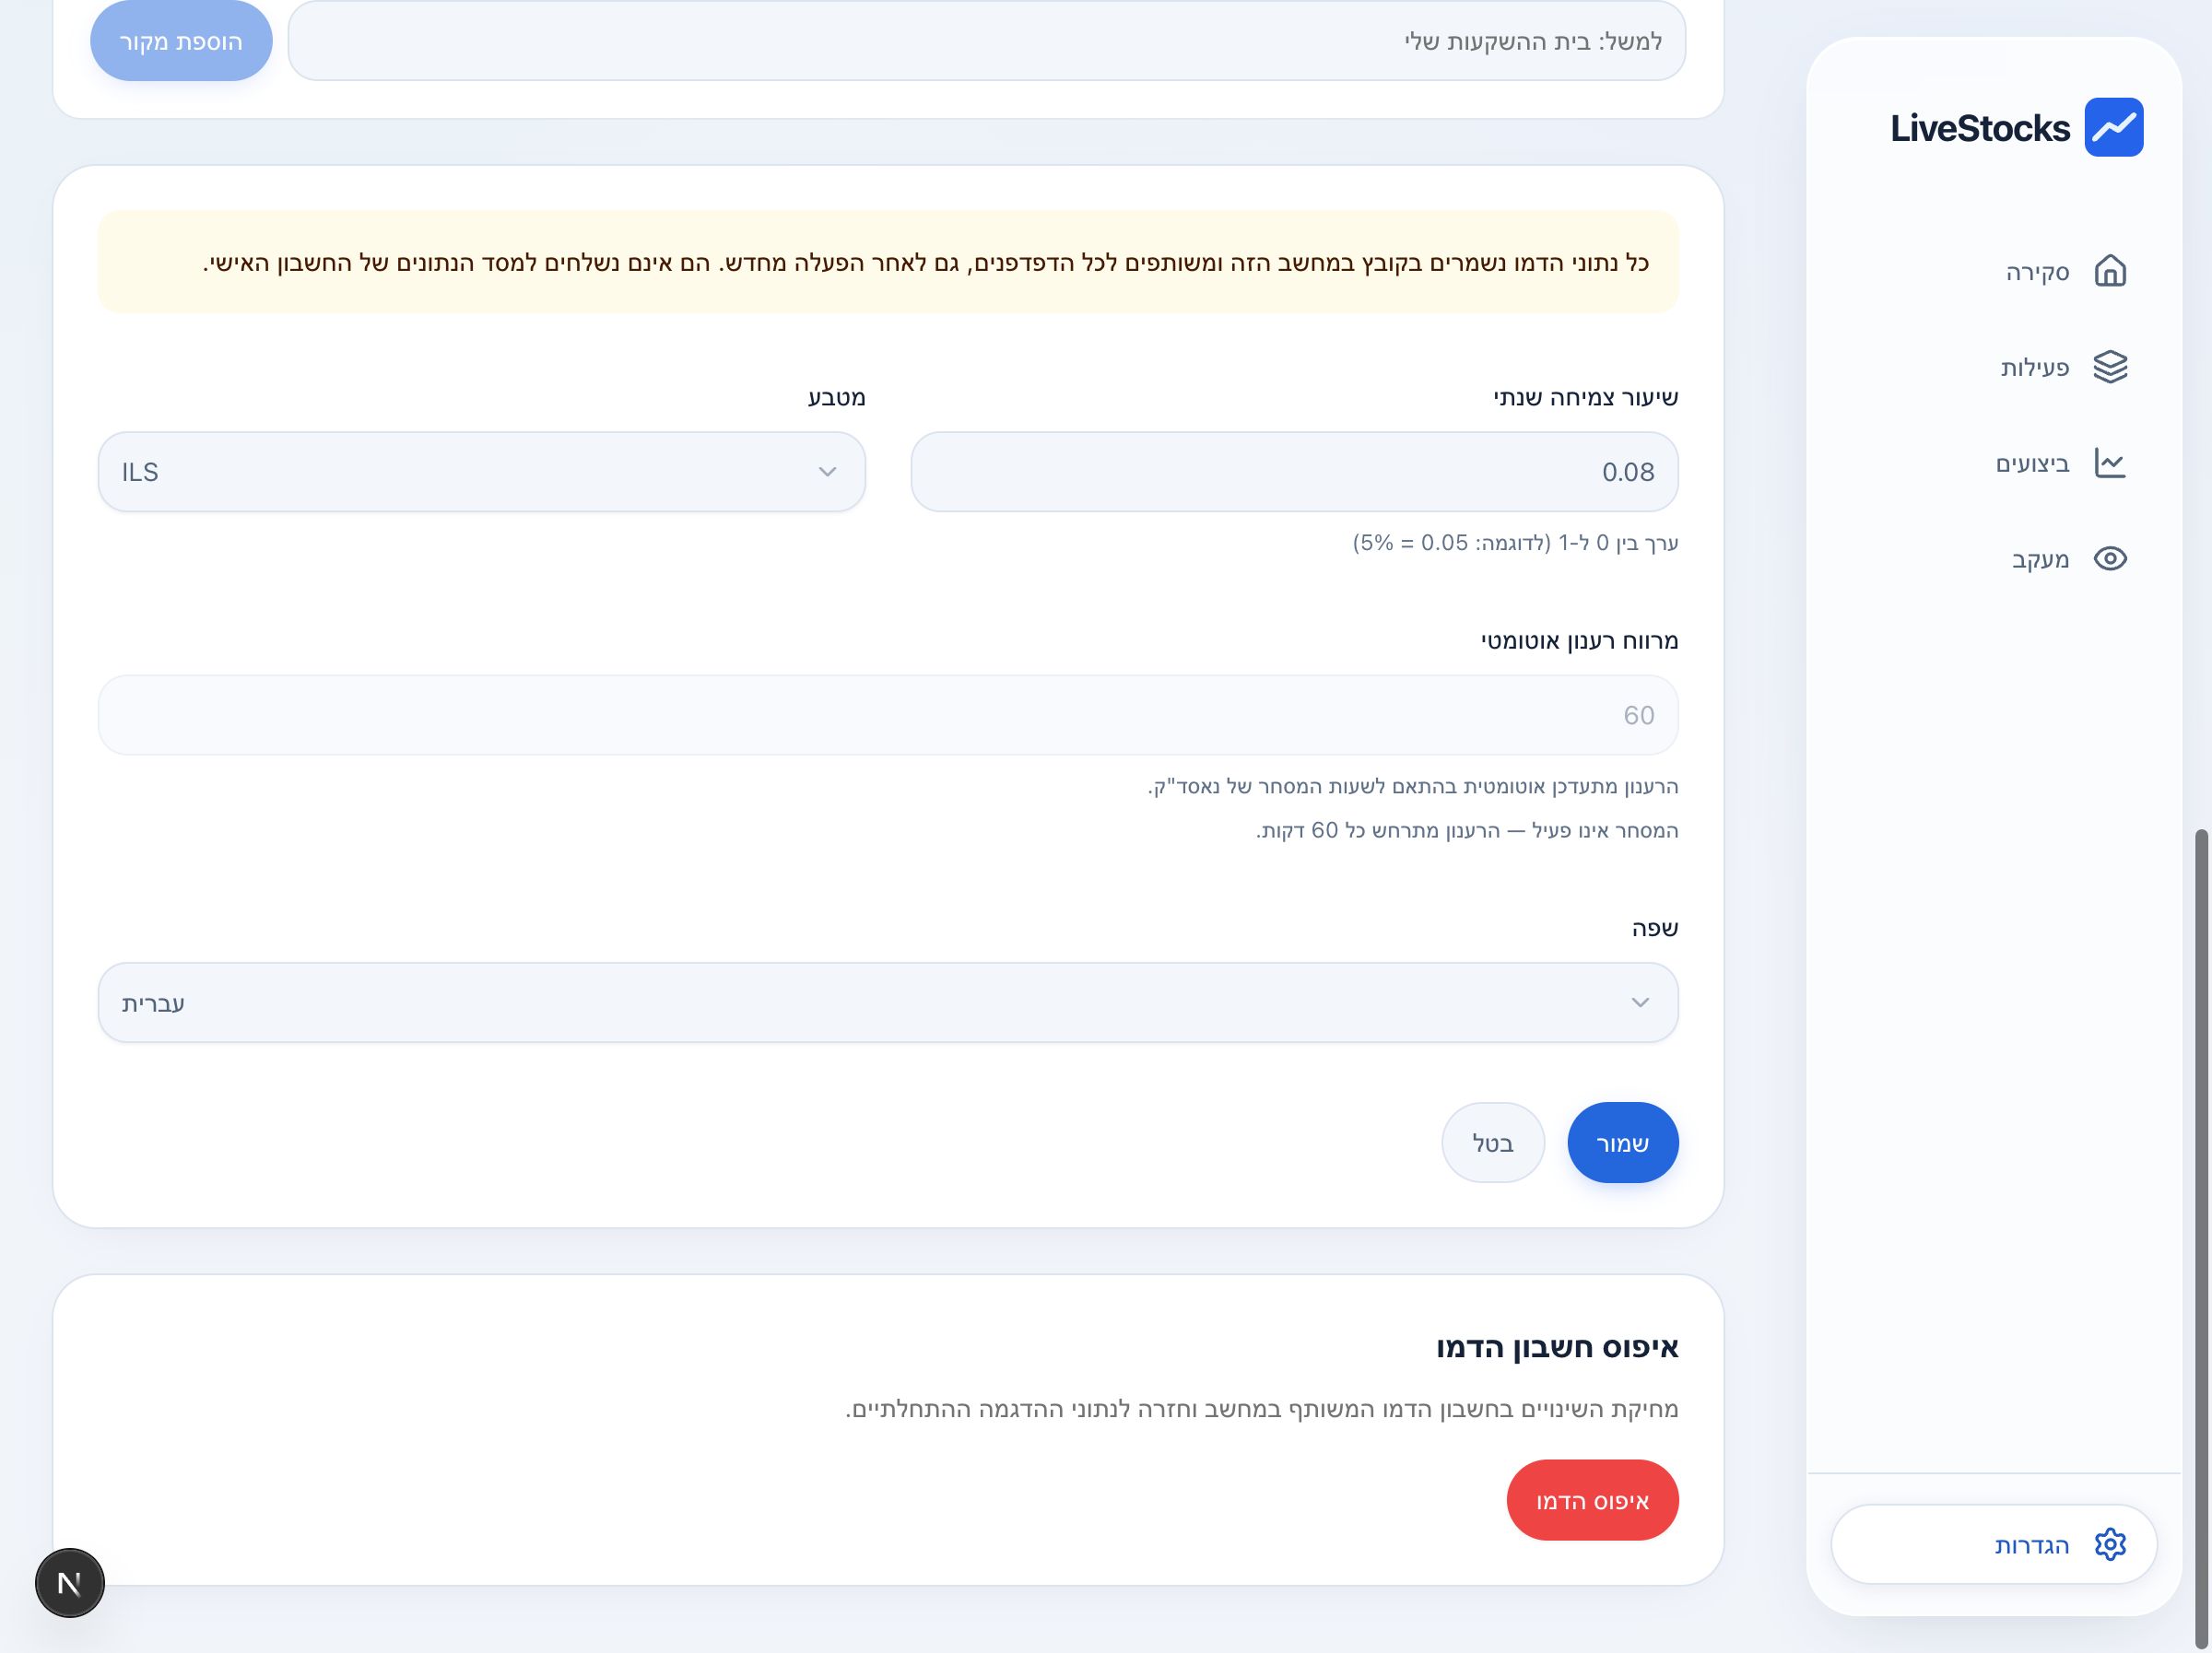 LiveStocks
סקירה
פעילות
ביצועים
מעקב
הגדרות
למשל: בית ההשקעות שלי
הוספת מקור
כל נתוני הדמו נשמרים בקובץ במחשב הזה ומשותפים לכל הדפדפנים, גם לאחר הפעלה מחדש. הם אינם נשלחים למסד הנתונים של החשבון האישי.
שיעור צמיחה שנתי
0.08
ערך בין 0 ל-1 (לדוגמה: 0.05 = 5%)
מטבע
ILS
מרווח רענון אוטומטי
60
הרענון מתעדכן אוטומטית בהתאם לשעות המסחר של נאסד"ק.
המסחר אינו פעיל — הרענון מתרחש כל 60 דקות.
שפה
עברית
שמור
בטל
איפוס חשבון הדמו
מחיקת השינויים בחשבון הדמו המשותף במחשב וחזרה לנתוני ההדגמה ההתחלתיים.
איפוס הדמו
N